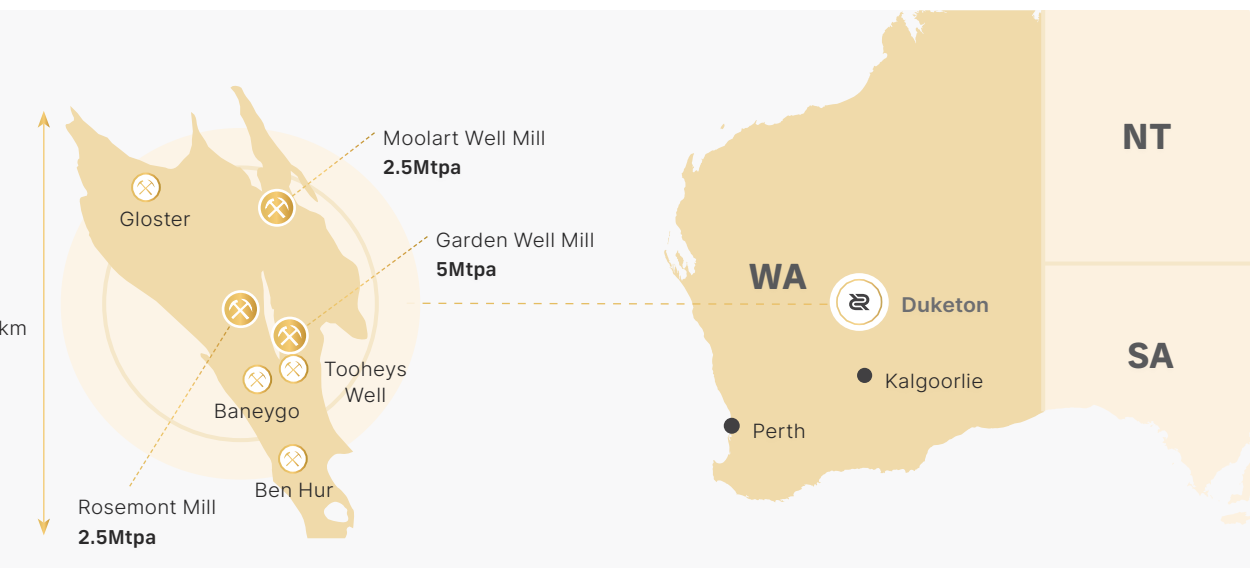 Moolart Well Mill
2.5Mtpa
Gloster
Garden Well Mill
5Mtpa
km
Tooheys
Well
Baneygo
Ben Hur
Rosemont Mill
2.5Mtpa
NT
WA
Duketon
SA
Kalgoorlie
Perth